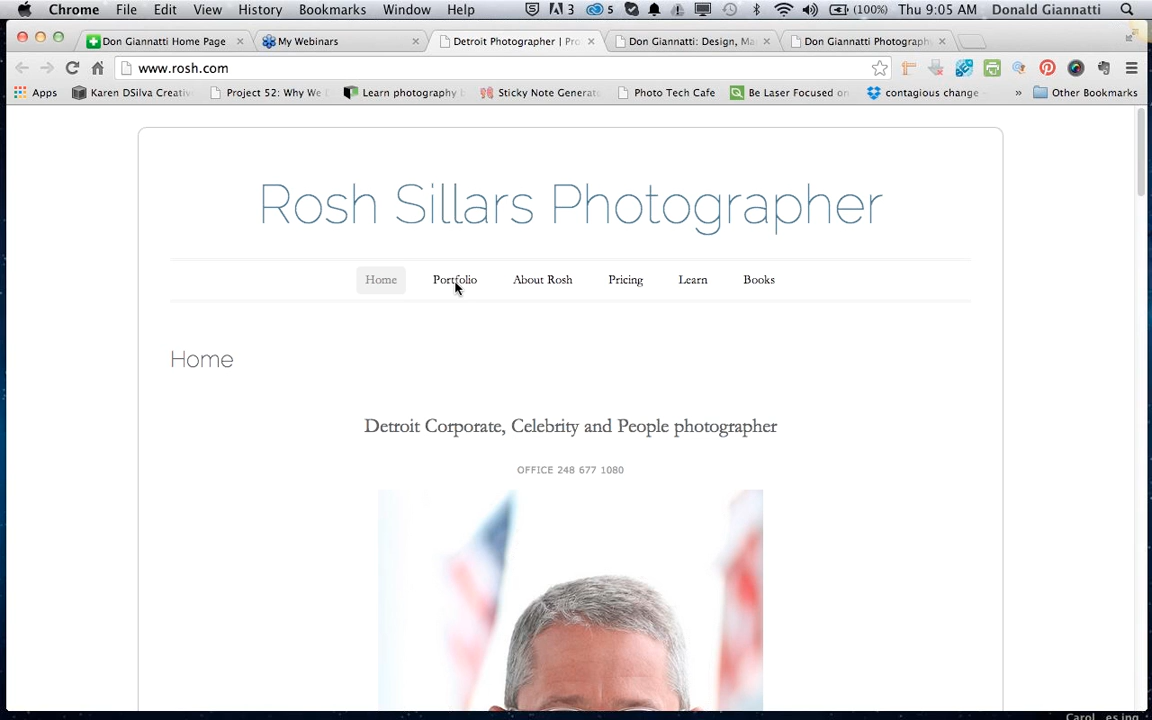 Chrome File Edit View History Bookmarks Window Help 3 5 (100%) Thu 9:05 AM Donald Giannatti
Don Giannatti Home Page My Webinars Detroit Photographer | Pro Don Giannatti: Design, Ma Don Giannatti Photograph
www.rosh.com
Apps Karen DSilva Creativ Project 52: Why We Learn photography Sticky Note Generat Photo Tech Cafe Be Laser Focused on contagious change » Other Bookmarks
Rosh Sillars Photographer
Home Portfolio About Rosh Pricing Learn Books
Home
Detroit Corporate, Celebrity and People photographer
OFFICE 248 677 1080